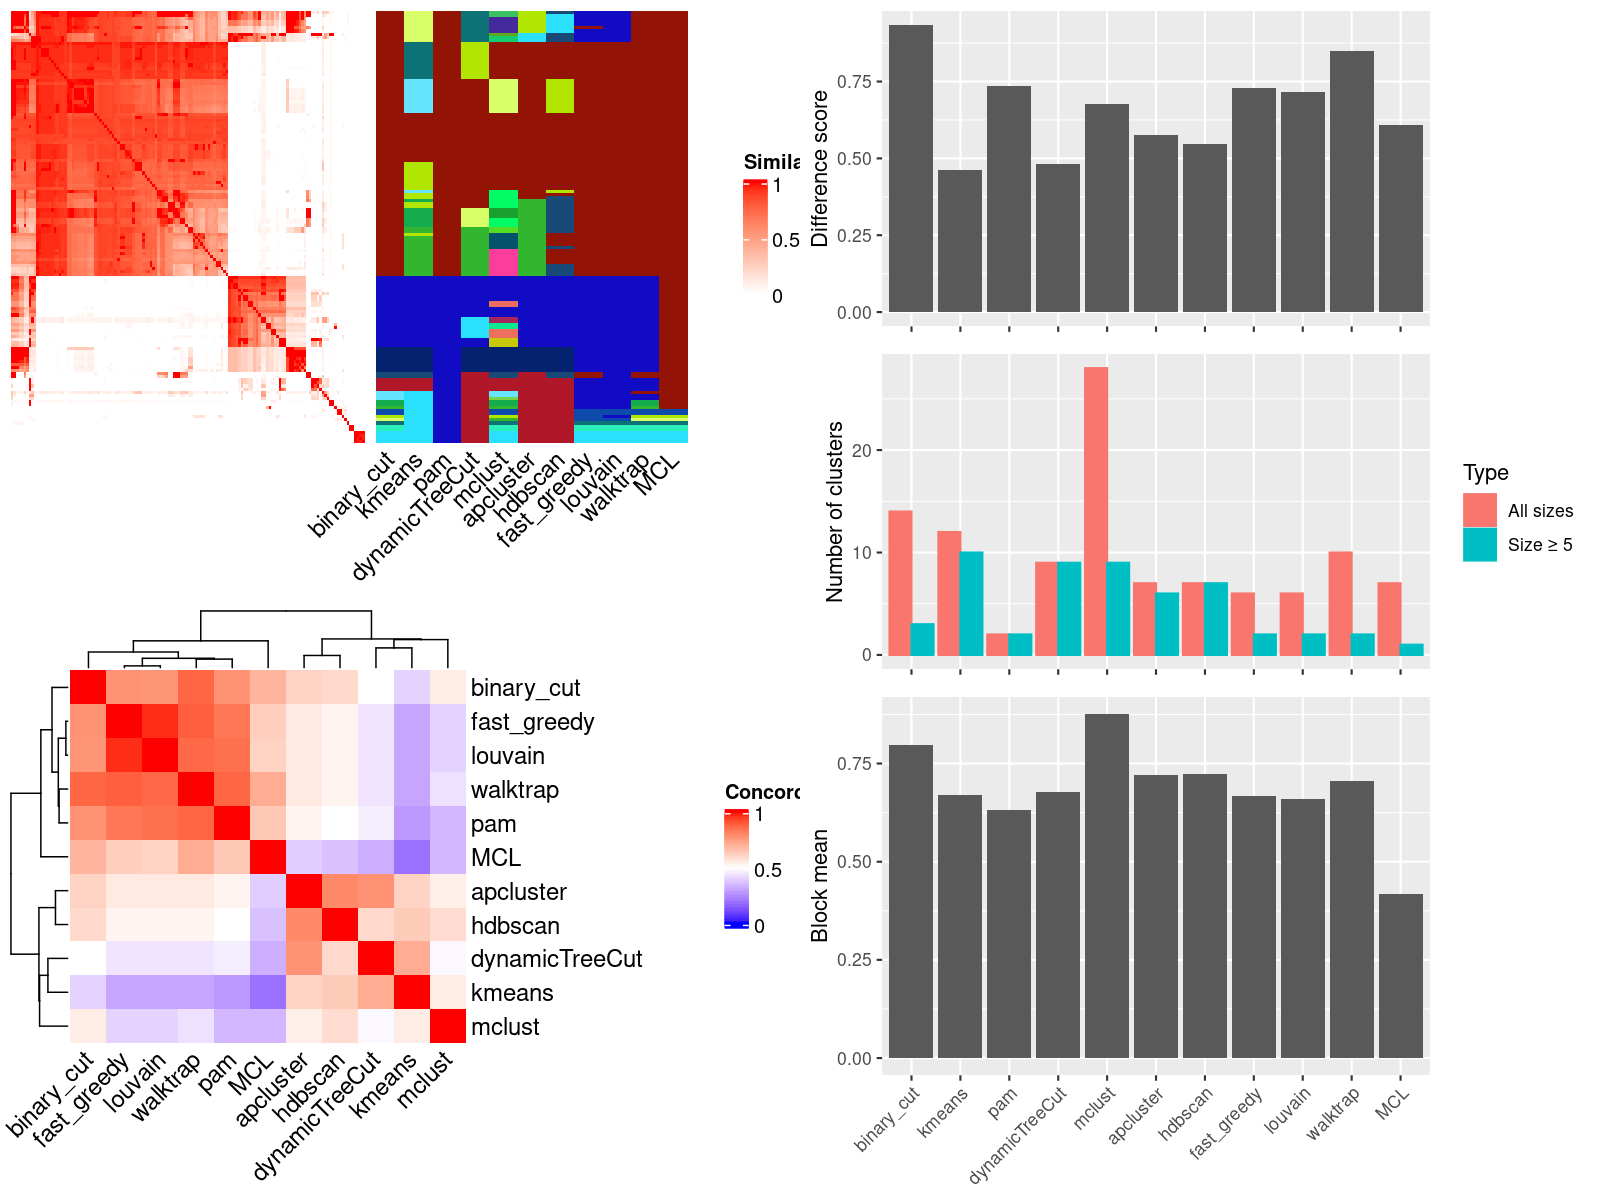 Simila
1
0.5
0
binary_cut
kmeans
pam
dynamicTreeCut
mclust
apcluster
hdbscan
fast_greedy
louvain
walktrap
MCL
binary_cut
fast_greedy
louvain
walktrap
pam
MCL
apcluster
hdbscan
dynamicTreeCut
kmeans
mclust
binary_cut
fast_greedy
louvain
walktrap
pam
MCL
apcluster
hdbscan
dynamicTreeCut
kmeans
mclust
Concord
1
0.5
0
Difference score
0.75
0.50
0.25
0.00
Number of clusters
20
10
0
Type
All sizes
Size ≥ 5
Block mean
0.75
0.50
0.25
0.00
binary_cut
kmeans
pam
dynamicTreeCut
mclust
apcluster
hdbscan
fast_greedy
louvain
walktrap
MCL